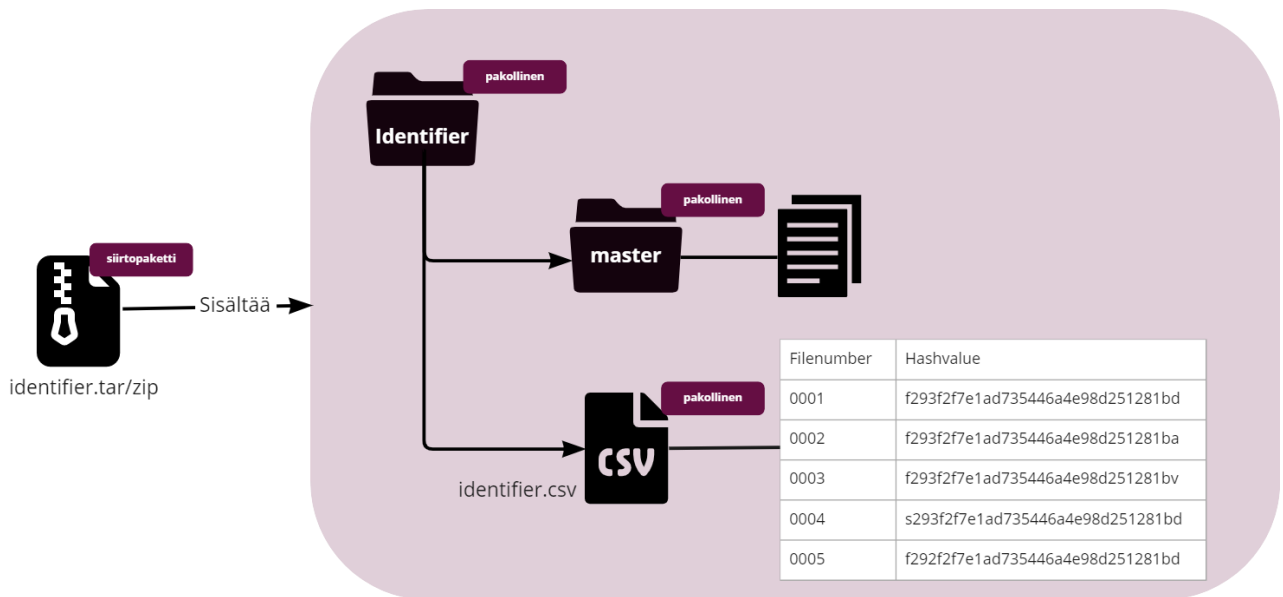 pakollinen
Identifier
pakollinen
master
siirtopaketti
Sisältää
identifier.tar/zip
pakollinen
CSV
identifier.csv
Filenumber Hashvalue
0001 f293f2f7e1ad735446a4e98d251281bd
0002 f293f2f7e1ad735446a4e98d251281ba
0003 f293f2f7e1ad735446a4e98d251281bv
0004 s293f2f7e1ad735446a4e98d251281bd
0005 f292f2f7e1ad735446a4e98d251281bd